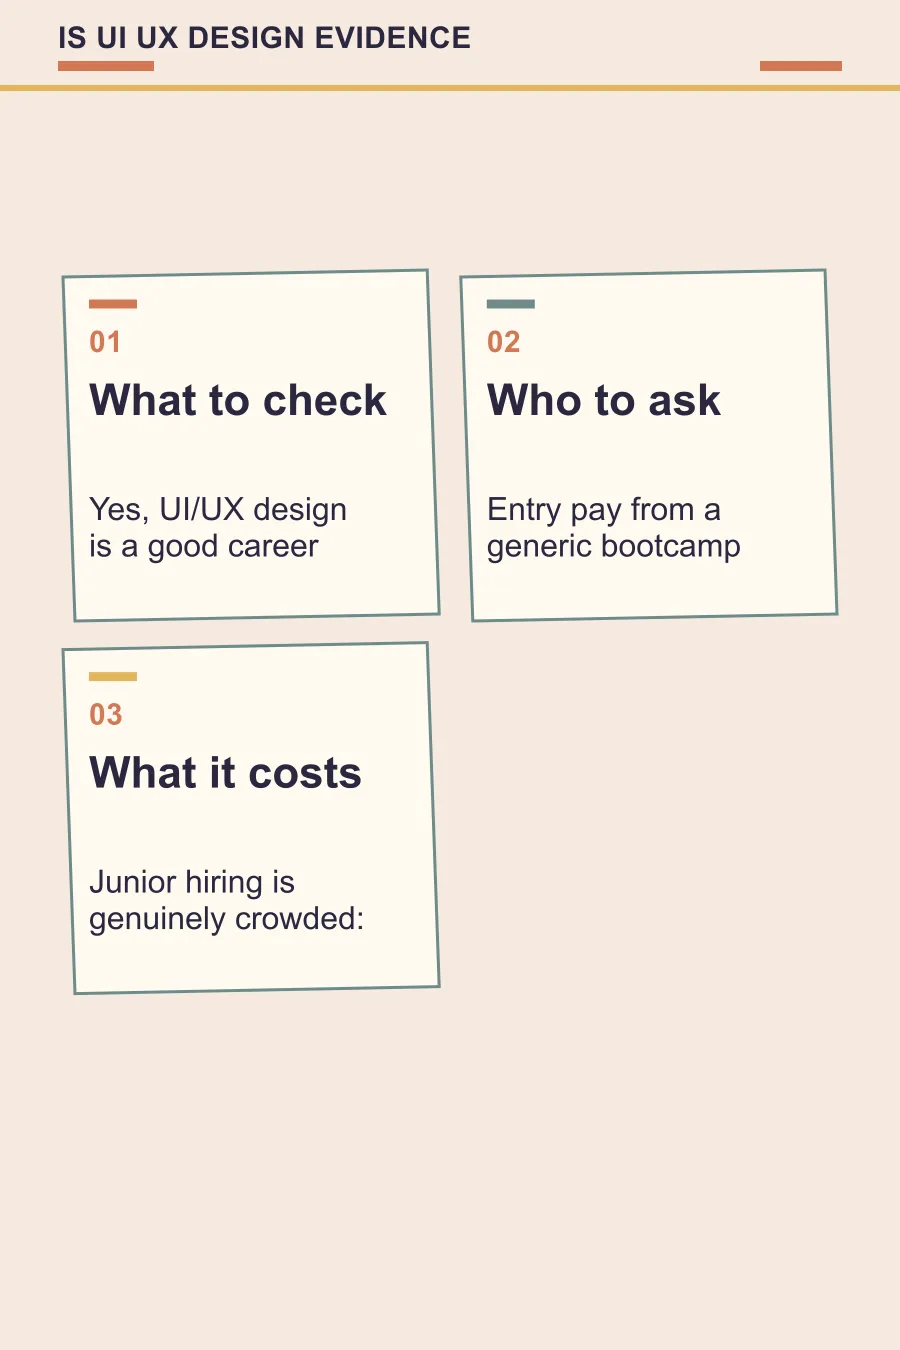 IS UI UX DESIGN EVIDENCE
01
What to check
Yes, UI/UX design
is a good career
02
Who to ask
Entry pay from a
generic bootcamp
03
What it costs
Junior hiring is
genuinely crowded: